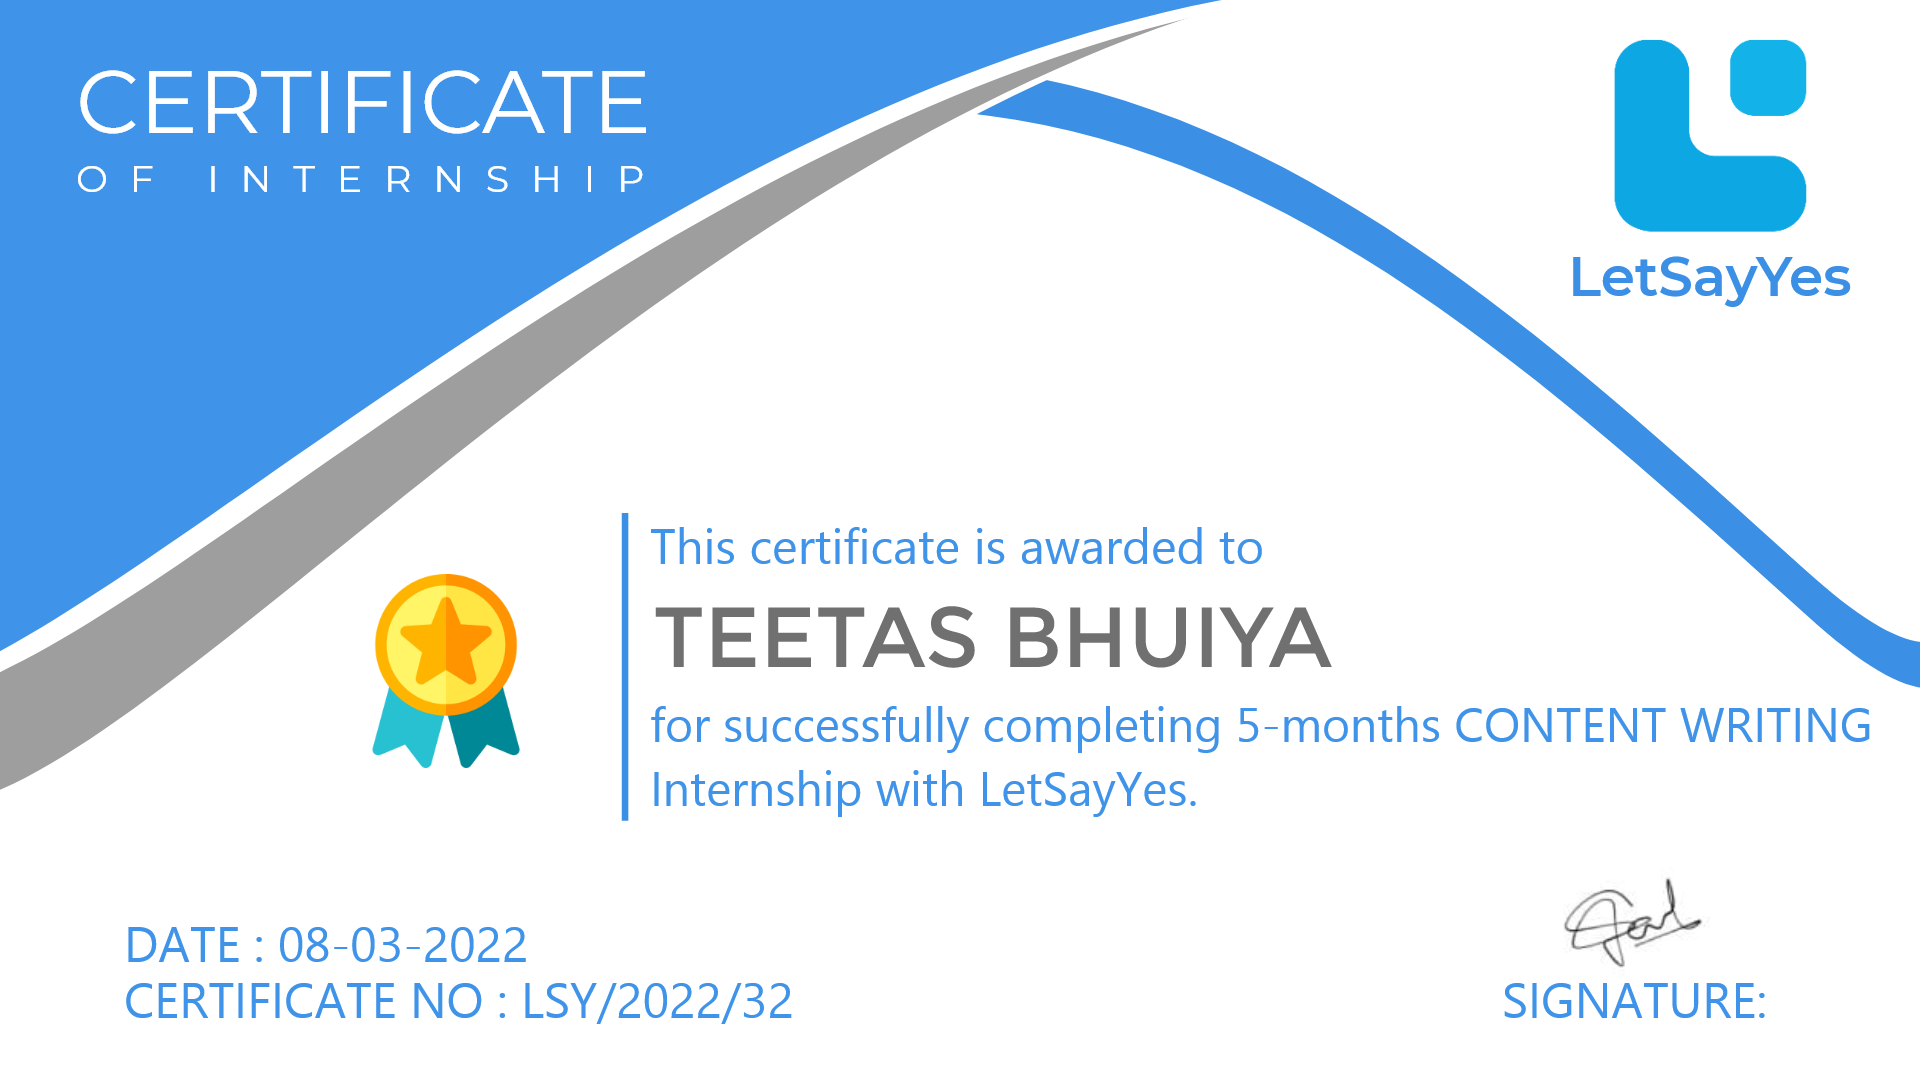 CERTIFICATE
OF INTERNSHIP
LetSayYes
This certificate is awarded to
TEETAS BHUIYA
for successfully completing 5-months CONTENT WRITING
Internship with LetSayYes.
DATE : 08-03-2022
CERTIFICATE NO : LSY/2022/32
SIGNATURE: